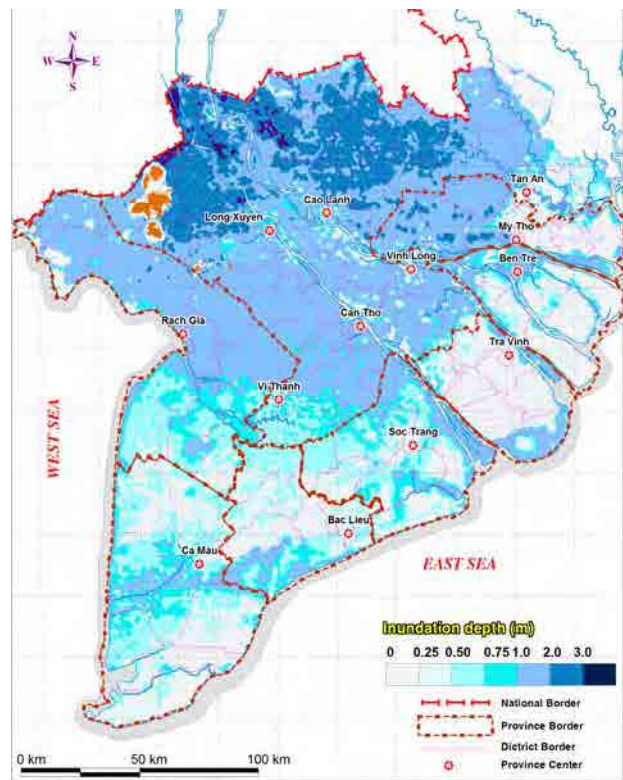 N
W E
S
Tan An
Cao Lanh
Long Xuyen
My Tho
Vinh Long
Ben Tre
Can Tho
Rach Gia
Tra Vinh
Vi Thanh
WEST SEA
Soc Trang
Bac Lieu
Ca Mau
EAST SEA
Inundation depth (m)
0 0.25 0.50 0.75 1.0 2.0 3.0
National Border
Province Border
Dictrict Border
Province Center
0 km 50 km 100 km